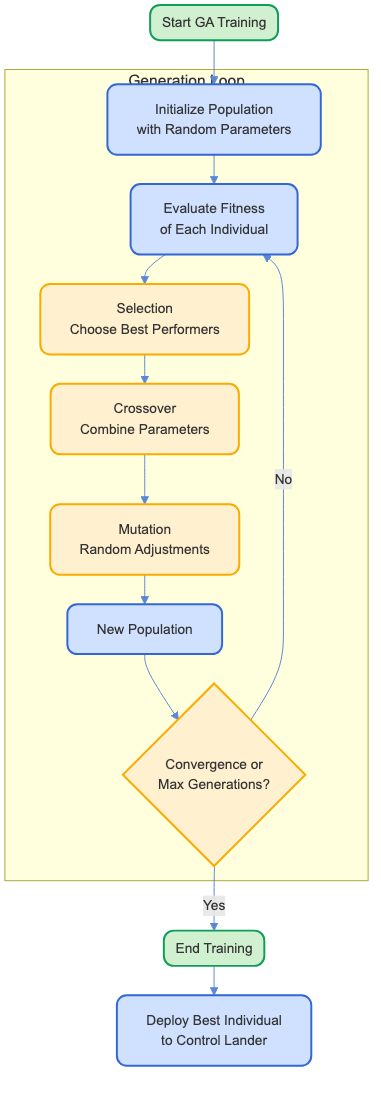 Start GA Training
Generation Loop
Initialize Population
with Random Parameters
Evaluate Fitness
of Each Individual
Selection
Choose Best Performers
Crossover
Combine Parameters
No
Mutation
Random Adjustments
New Population
Convergence or
Max Generations?
Yes
End Training
Deploy Best Individual
to Control Lander